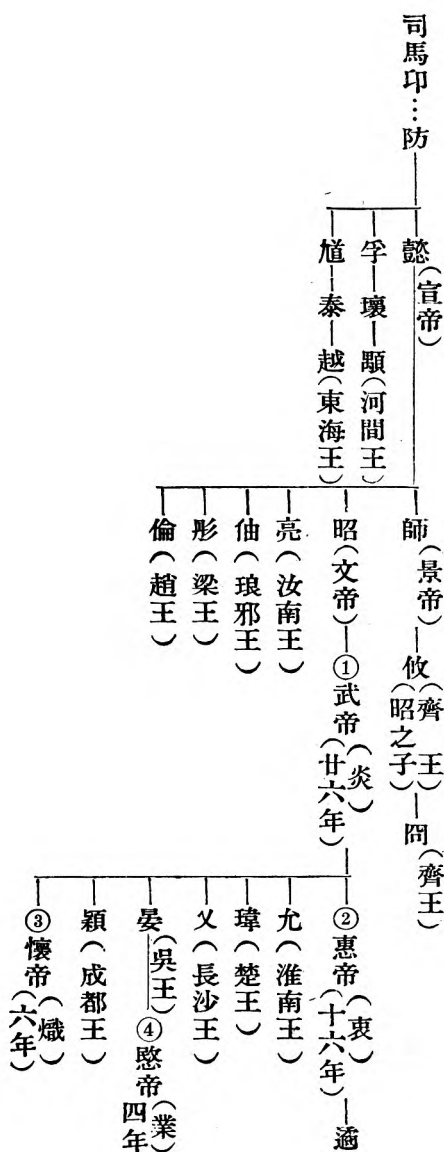 司馬卬…防
懿(宣帝)
孚—壞—顒(河間王)
馗—泰—越(東海王)
師(景帝)—攸(齊王)(昭之子)—冏(齊王)
昭(文帝)—①武帝(炎)(廿六年)
亮(汝南王)
伷(琅邪王)
肜(梁王)
倫(趙王)
②惠帝(衷)(十六年)—遹
允(淮南王)
瑋(楚王)
乂(長沙王)
晏(吳王)—④愍帝(業)四年
穎(成都王)
③懷帝(熾)(六年)